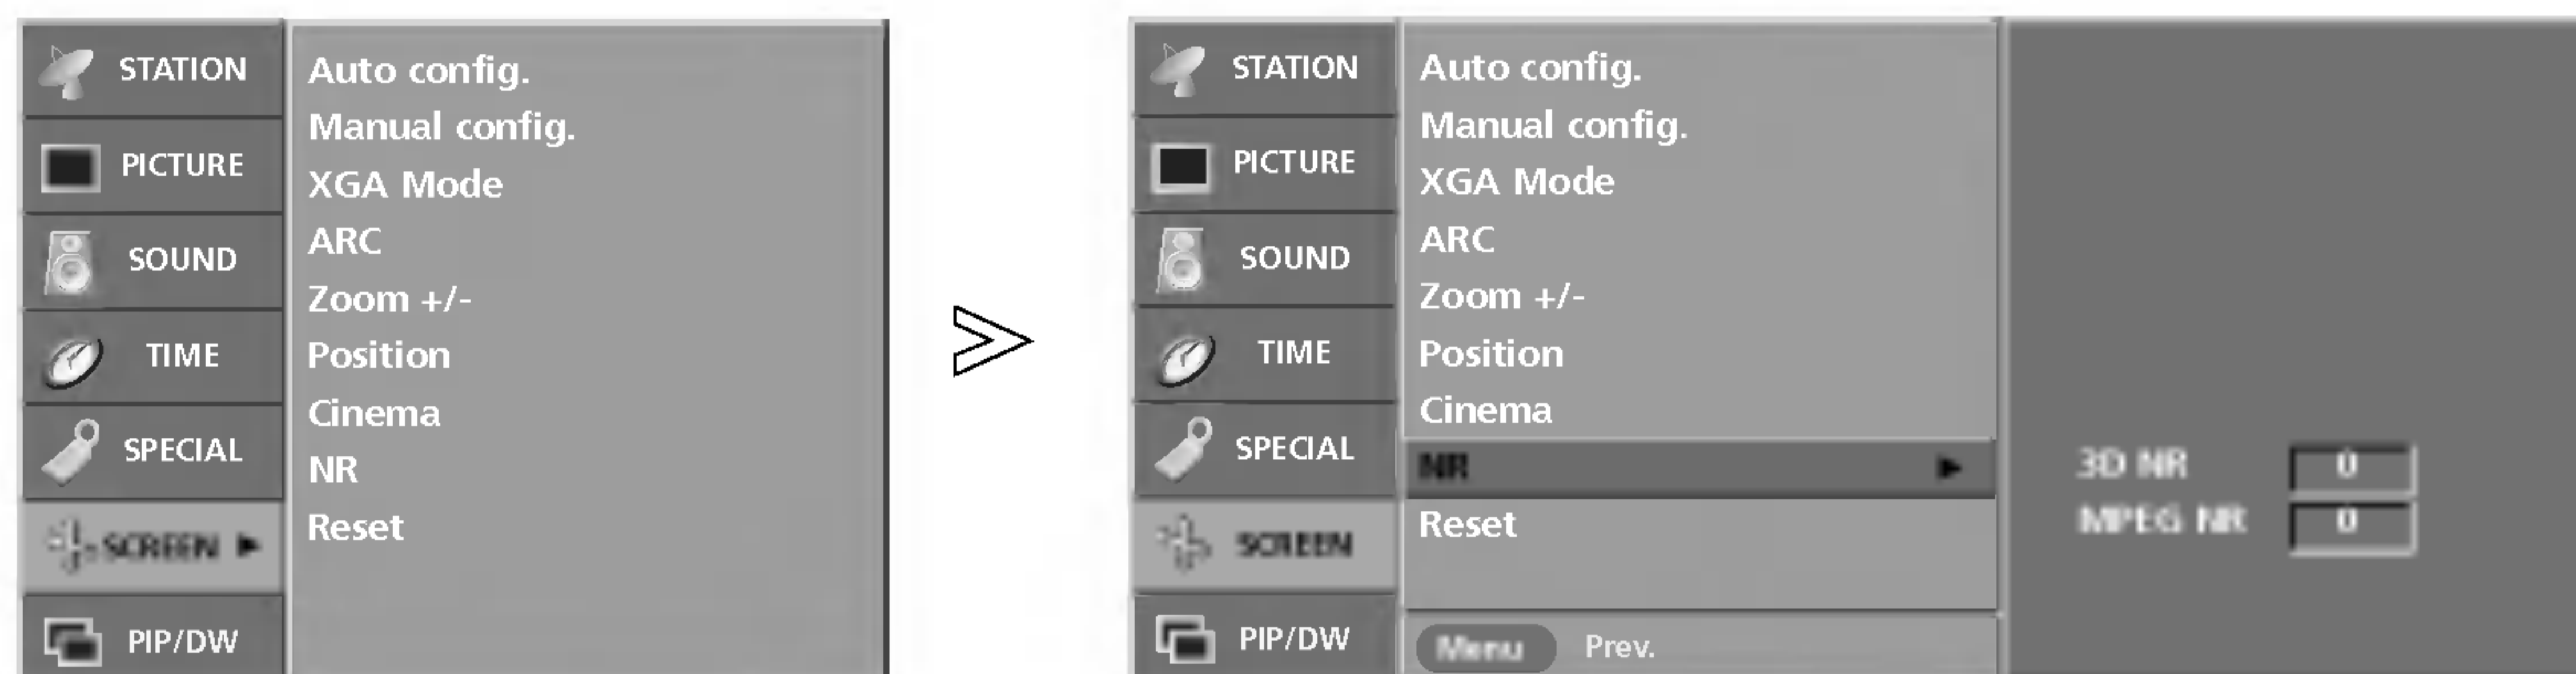 STATION
PICTURE
SOUND
TIME
SPECIAL
SCREEN
PIP/DW
Auto config.
Manual config.
XGA Mode
ARC
Zoom +/-
Position
Cinema
NR
Reset
STATION
PICTURE
SOUND
TIME
SPECIAL
SCREEN
PIP/DW
Auto config.
Manual config.
XGA Mode
ARC
Zoom +/-
Position
Cinema
NR
Reset
Menu Prev.
3D NR 0
MPEG NR 0